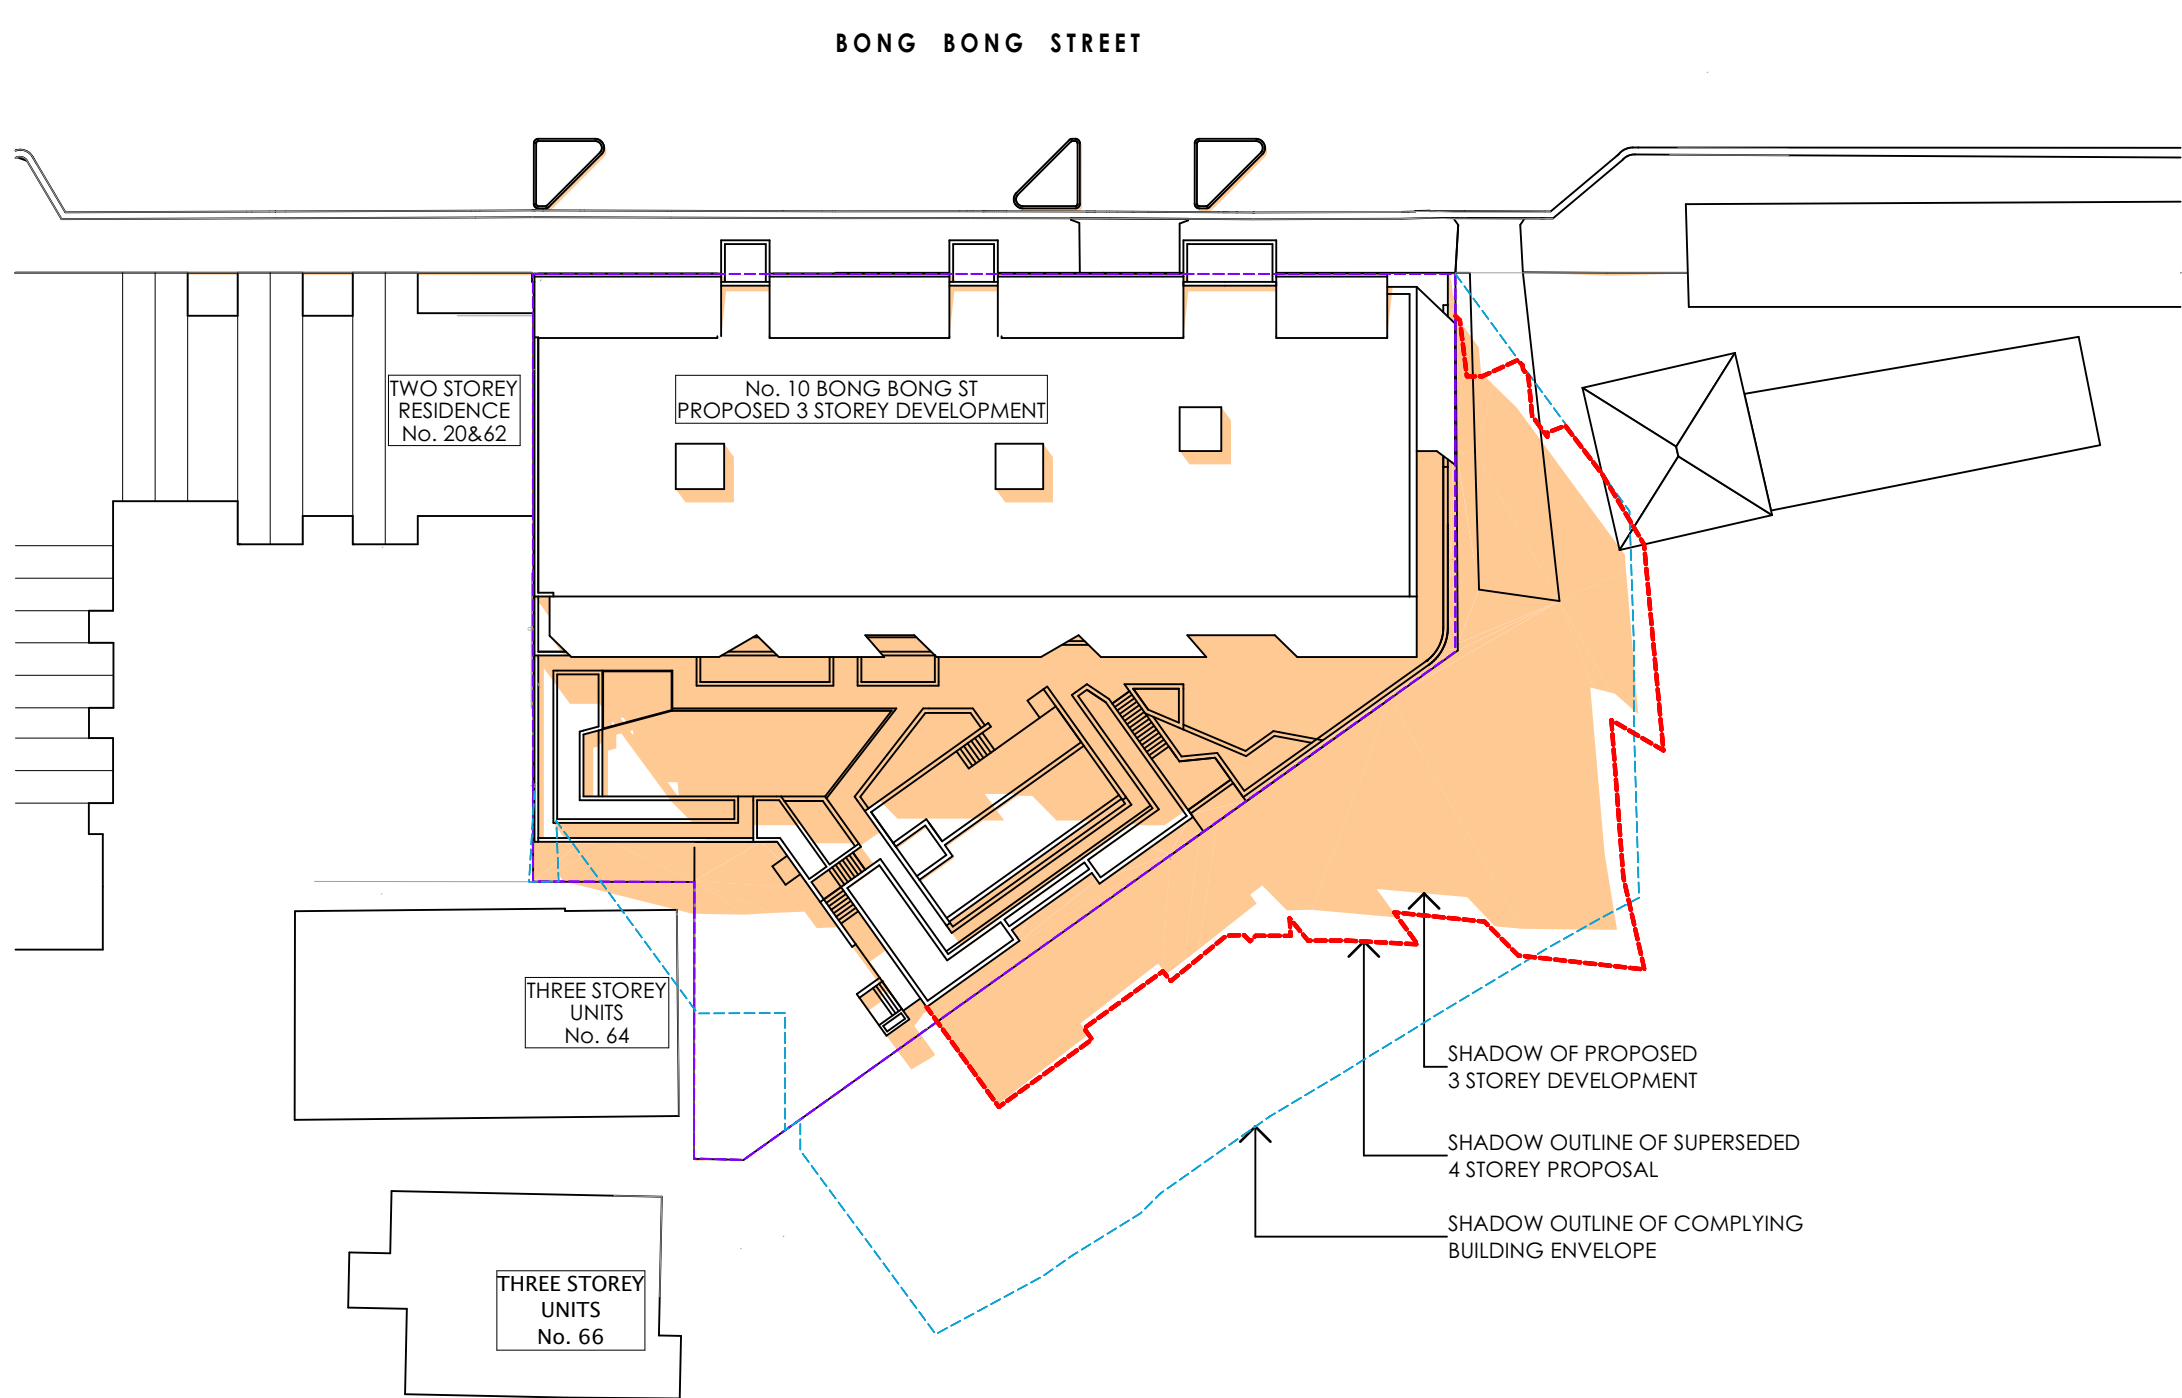 BONG BONG STREET
TWO STOREY
RESIDENCE
No. 20&62
No. 10 BONG BONG ST
PROPOSED 3 STOREY DEVELOPMENT
THREE STOREY
UNITS
No. 64
SHADOW OF PROPOSED
3 STOREY DEVELOPMENT
SHADOW OUTLINE OF SUPERSEDED
4 STOREY PROPOSAL
SHADOW OUTLINE OF COMPLYING
BUILDING ENVELOPE
THREE STOREY
UNITS
No. 66